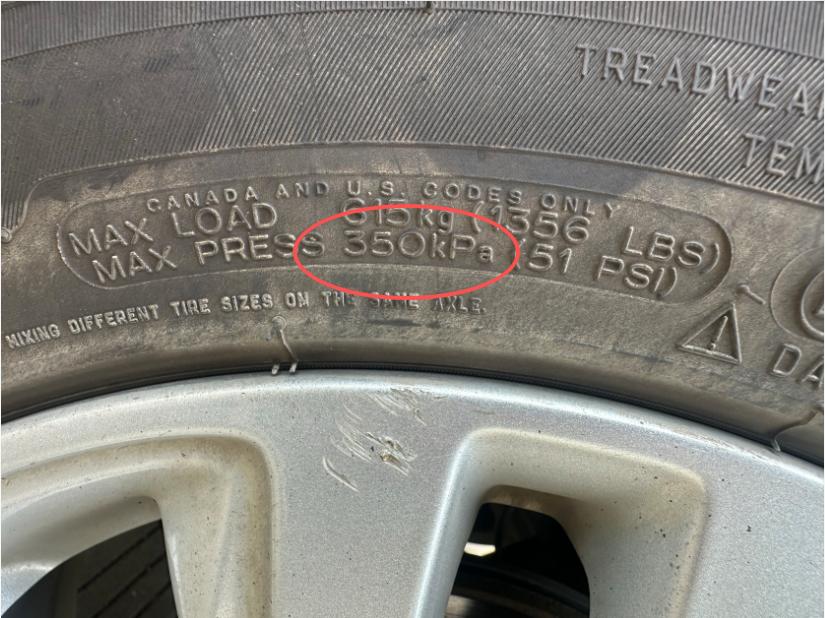 TREADWEAR
TEM
CANADA AND U.S. CODES ONLY
MAX LOAD 615kg (1356 LBS)
MAX PRESS 350kPa (51 PSI)
MIXING DIFFERENT TIRE SIZES ON THE SAME AXLE.
DA